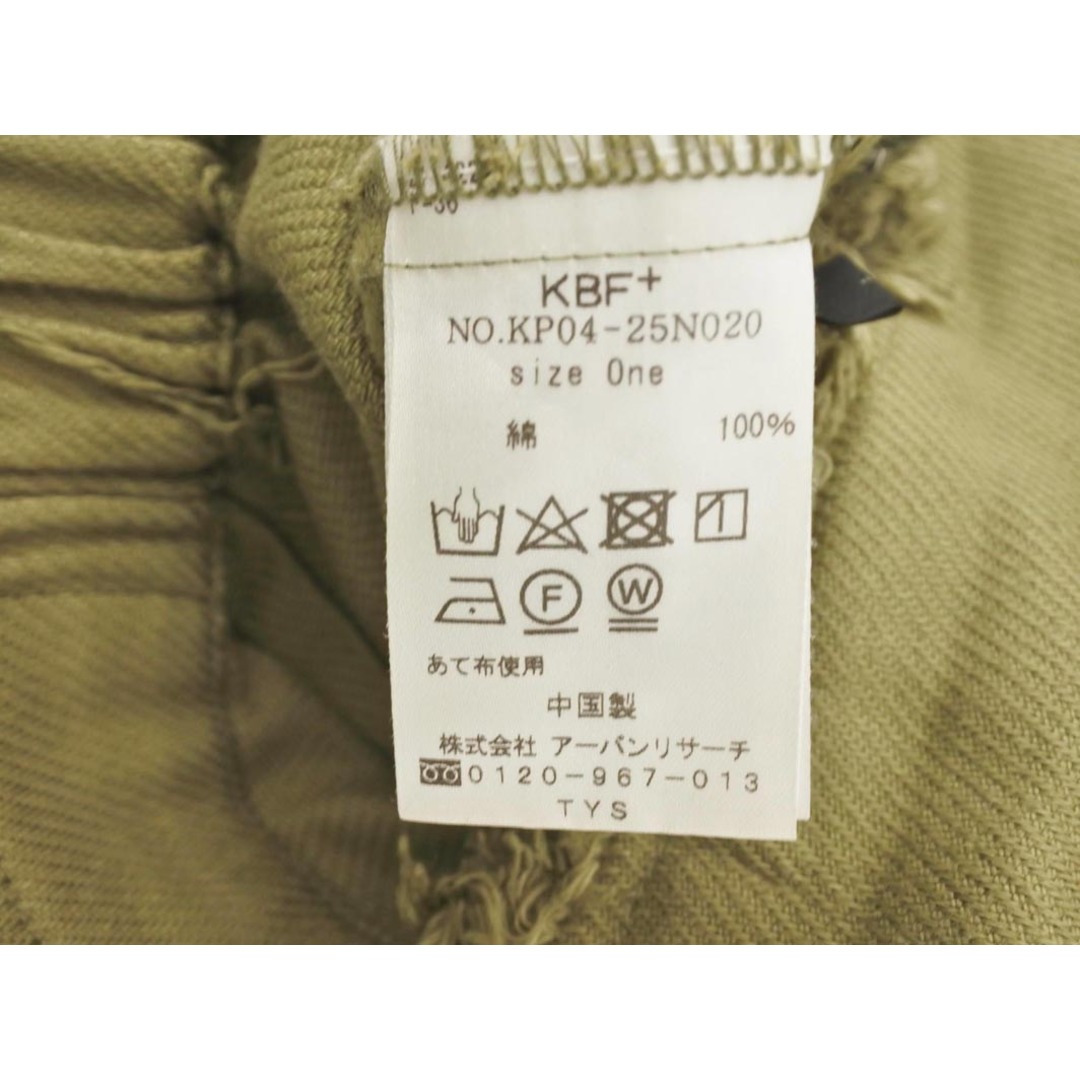 KBF+
NO.KP04-25N020
size One
綿 100%
F
W
あて布使用
中国製
株式会社 アーバンリサーチ
0120-967-013
TYS